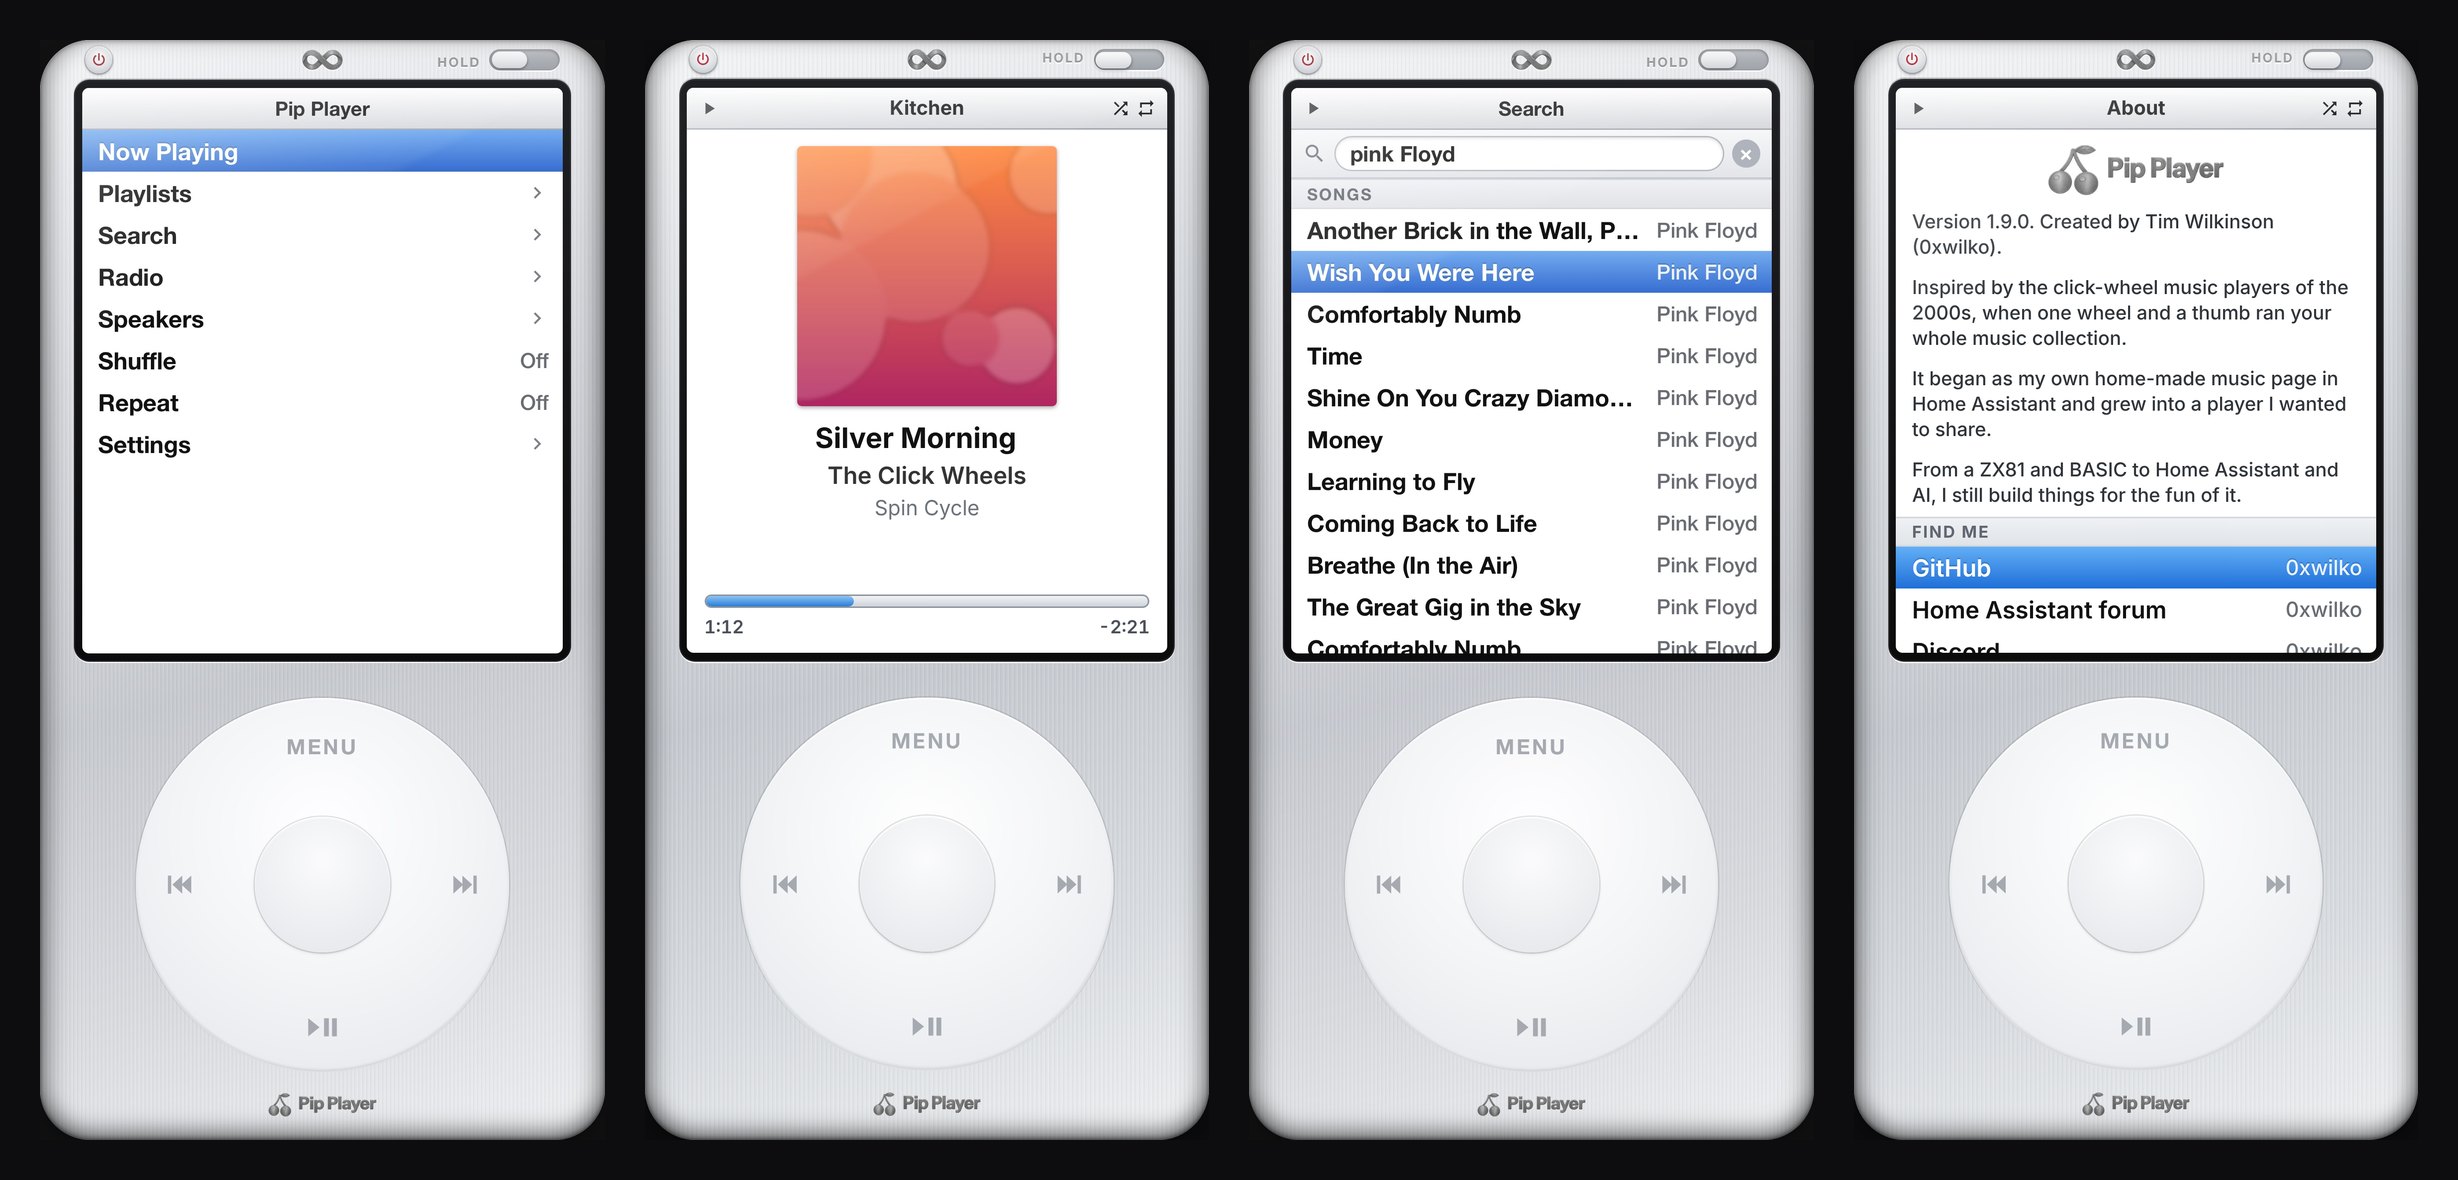 HOLD
Pip Player
Now Playing
Playlists
Search
Radio
Speakers
Shuffle Off
Repeat Off
Settings
MENU
Pip Player
HOLD
Kitchen
Silver Morning
The Click Wheels
Spin Cycle
1:12 -2:21
MENU
Pip Player
HOLD
Search
pink Floyd
SONGS
Another Brick in the Wall, P... Pink Floyd
Wish You Were Here Pink Floyd
Comfortably Numb Pink Floyd
Time Pink Floyd
Shine On You Crazy Diamo... Pink Floyd
Money Pink Floyd
Learning to Fly Pink Floyd
Coming Back to Life Pink Floyd
Breathe (In the Air) Pink Floyd
The Great Gig in the Sky Pink Floyd
Comfortably Numb Pink Floyd
MENU
Pip Player
HOLD
About
Pip Player
Version 1.9.0. Created by Tim Wilkinson
(0xwilko).
Inspired by the click-wheel music players of the
2000s, when one wheel and a thumb ran your
whole music collection.
It began as my own home-made music page in
Home Assistant and grew into a player I wanted
to share.
From a ZX81 and BASIC to Home Assistant and
AI, I still build things for the fun of it.
FIND ME
GitHub 0xwilko
Home Assistant forum 0xwilko
Discord 0xwilko
MENU
Pip Player